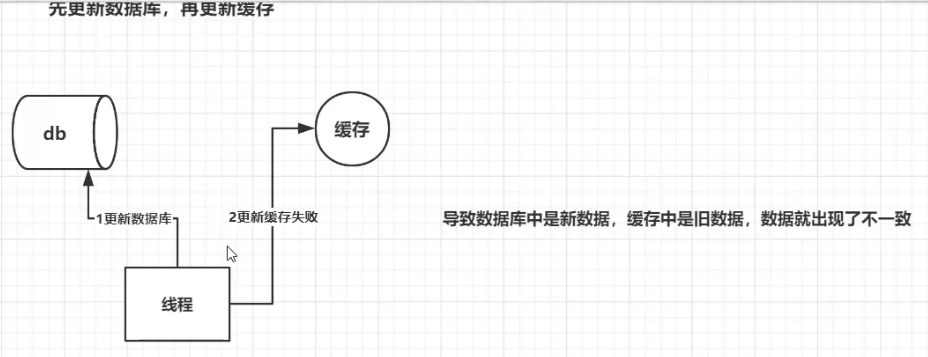 先更新数据库，再更新缓存
db
缓存
1更新数据库
2更新缓存失败
导致数据库中是新数据，缓存中是旧数据，数据就出现了不一致
线程